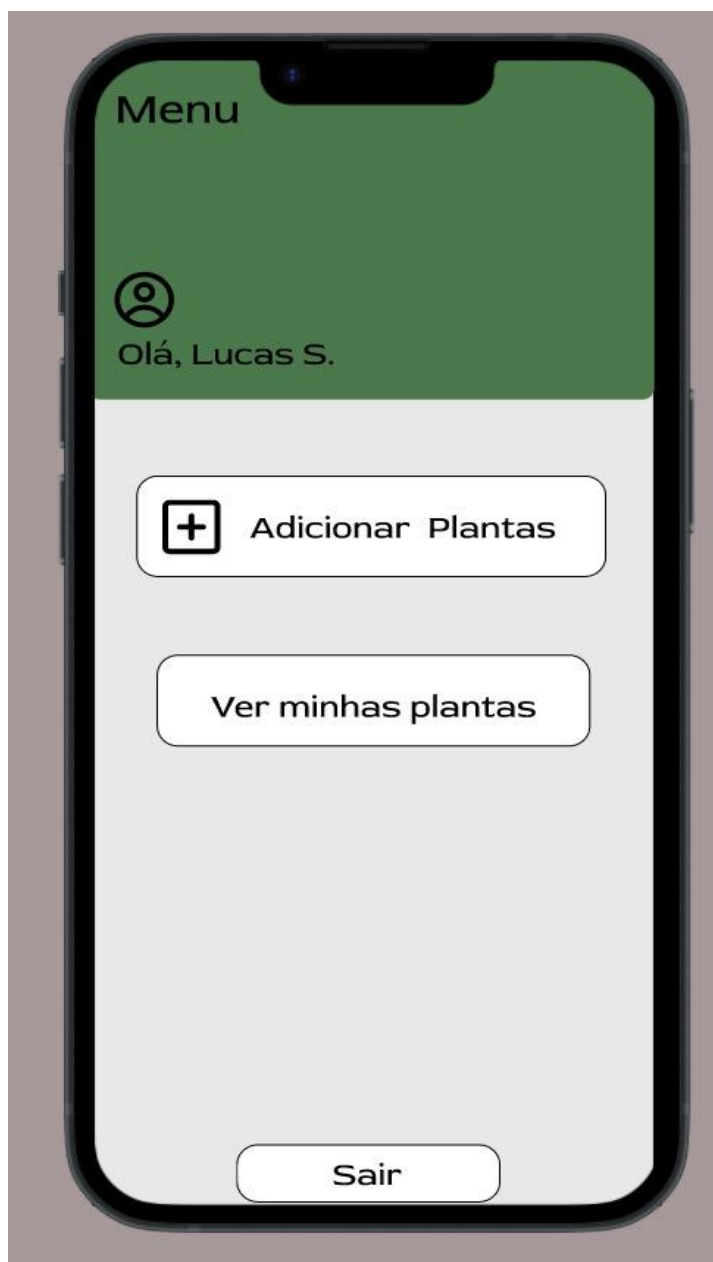 Menu
Olá, Lucas S.
Adicionar Plantas
Ver minhas plantas
Sair